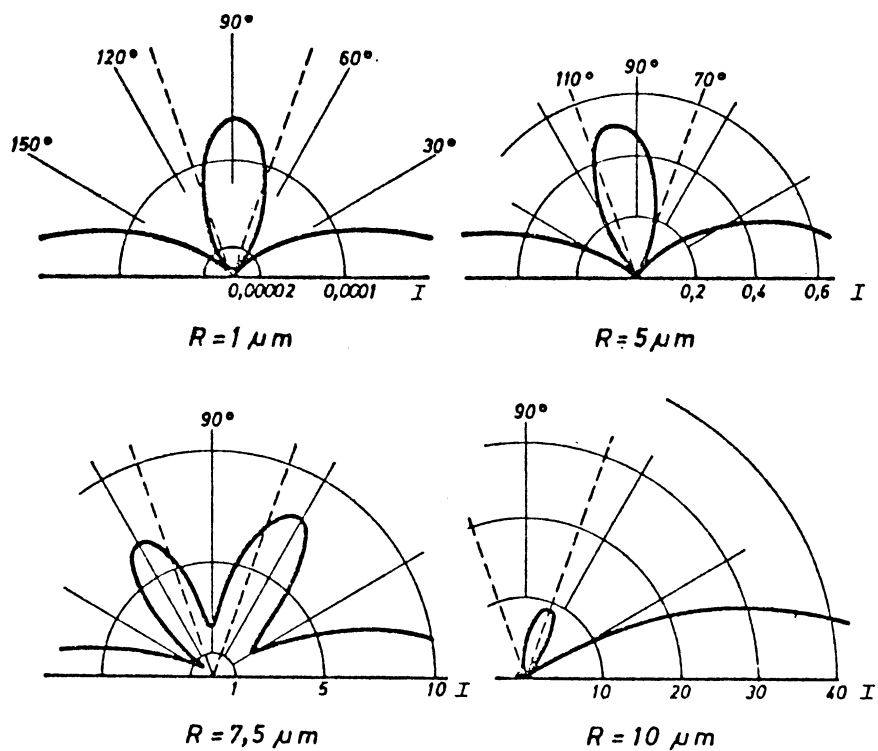 90°
120°
60°
150°
30°
0,00002 0,0001 I
R = 1 µm
90°
110° 70°
0,2 0,4 0,6 I
R = 5 µm
90°
1 5 10 I
R = 7,5 µm
90°
10 20 30 40 I
R = 10 µm